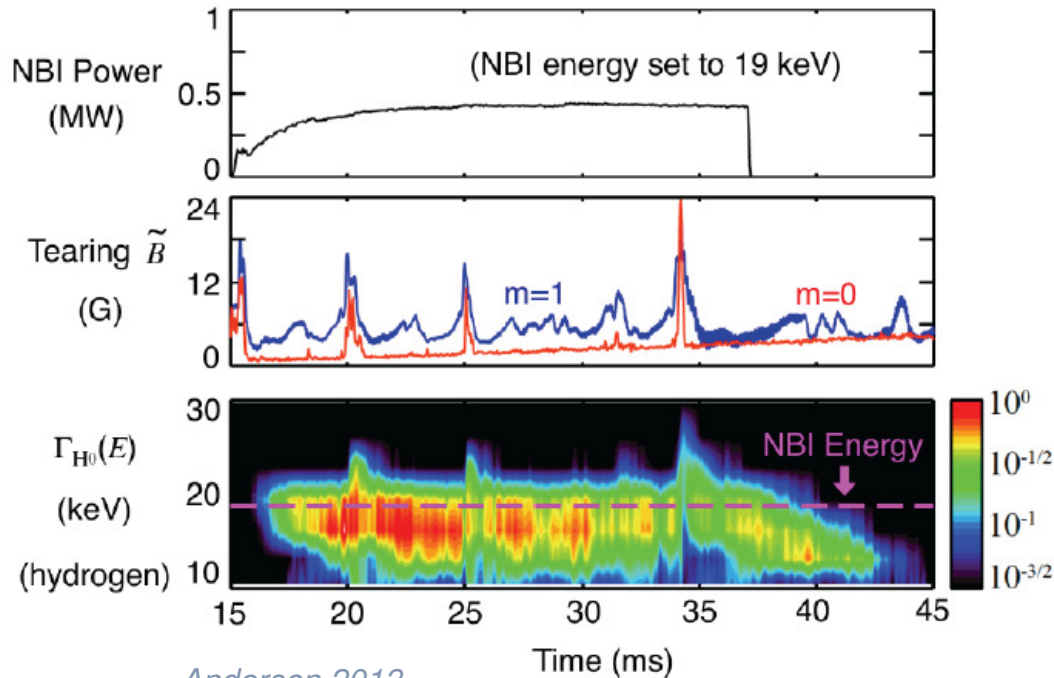 1
NBI Power
(MW)
(NBI energy set to 19 keV)
0.5
0
24
Tearing B̃
(G)
12
m=1
m=0
0
30
Γ_H⁰(E)
(keV)
(hydrogen)
20
10
NBI Energy
10⁰
10^-1/2
10^-1
10^-3/2
15 20 25 30 35 40 45
Time (ms)